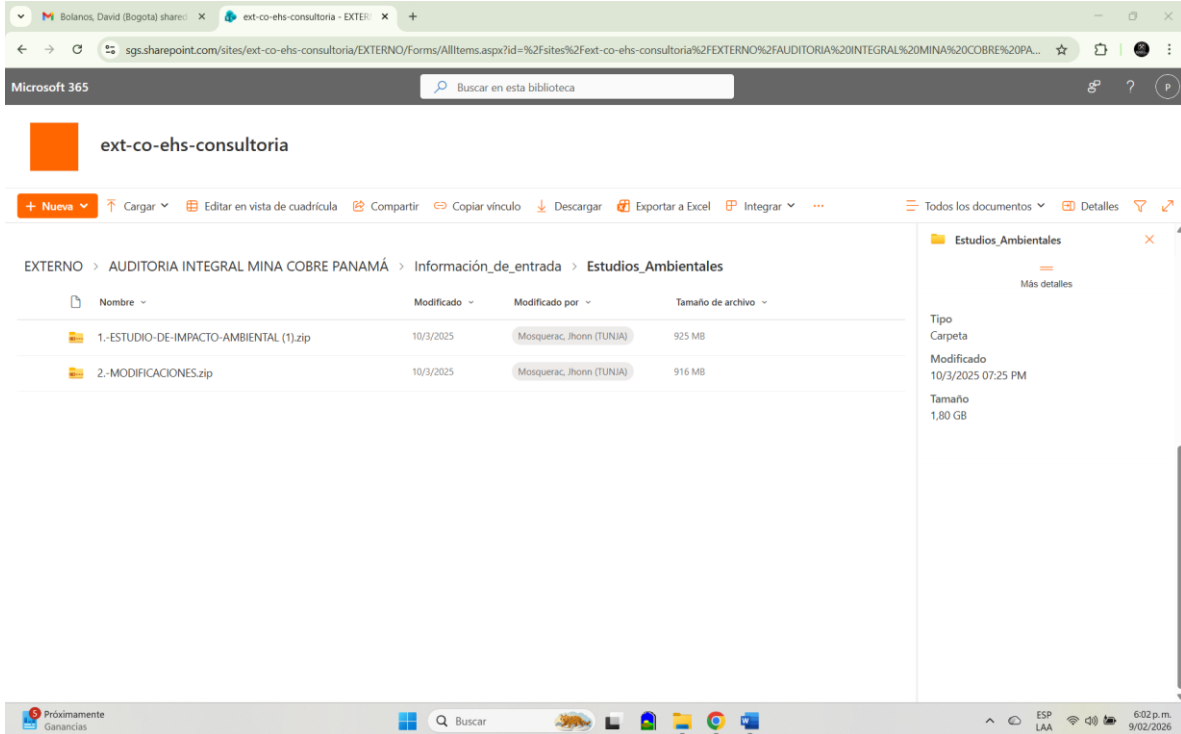 Bolanos, David (Bogota) shared
ext-co-ehs-consultoria - EXTER
sgs.sharepoint.com/sites/ext-co-ehs-consultoria/EXTERNO/Forms/AllItems.aspx?id=%2Fsites%2Fext-co-ehs-consultoria%2FEXTERNO%2FAUDITORIA%20INTEGRAL%20MINA%20COBRE%20PA...
Microsoft 365
Buscar en esta biblioteca
?
P
ext-co-ehs-consultoria
+ Nueva
Cargar
Editar en vista de cuadrícula
Compartir
Copiar vínculo
Descargar
Exportar a Excel
Integrar
...
Todos los documentos
Detalles
EXTERNO > AUDITORIA INTEGRAL MINA COBRE PANAMÁ > Información_de_entrada > Estudios_Ambientales
Nombre Modificado Modificado por Tamaño de archivo
1.-ESTUDIO-DE-IMPACTO-AMBIENTAL (1).zip 10/3/2025 Mosquerac, Jhonn (TUNJA) 925 MB
2.-MODIFICACIONES.zip 10/3/2025 Mosquerac, Jhonn (TUNJA) 916 MB
Estudios_Ambientales
Más detalles
Tipo
Carpeta
Modificado
10/3/2025 07:25 PM
Tamaño
1,80 GB
5
Próximamente
Ganancias
Buscar
ESP
LAA
6:02 p. m.
9/02/2026